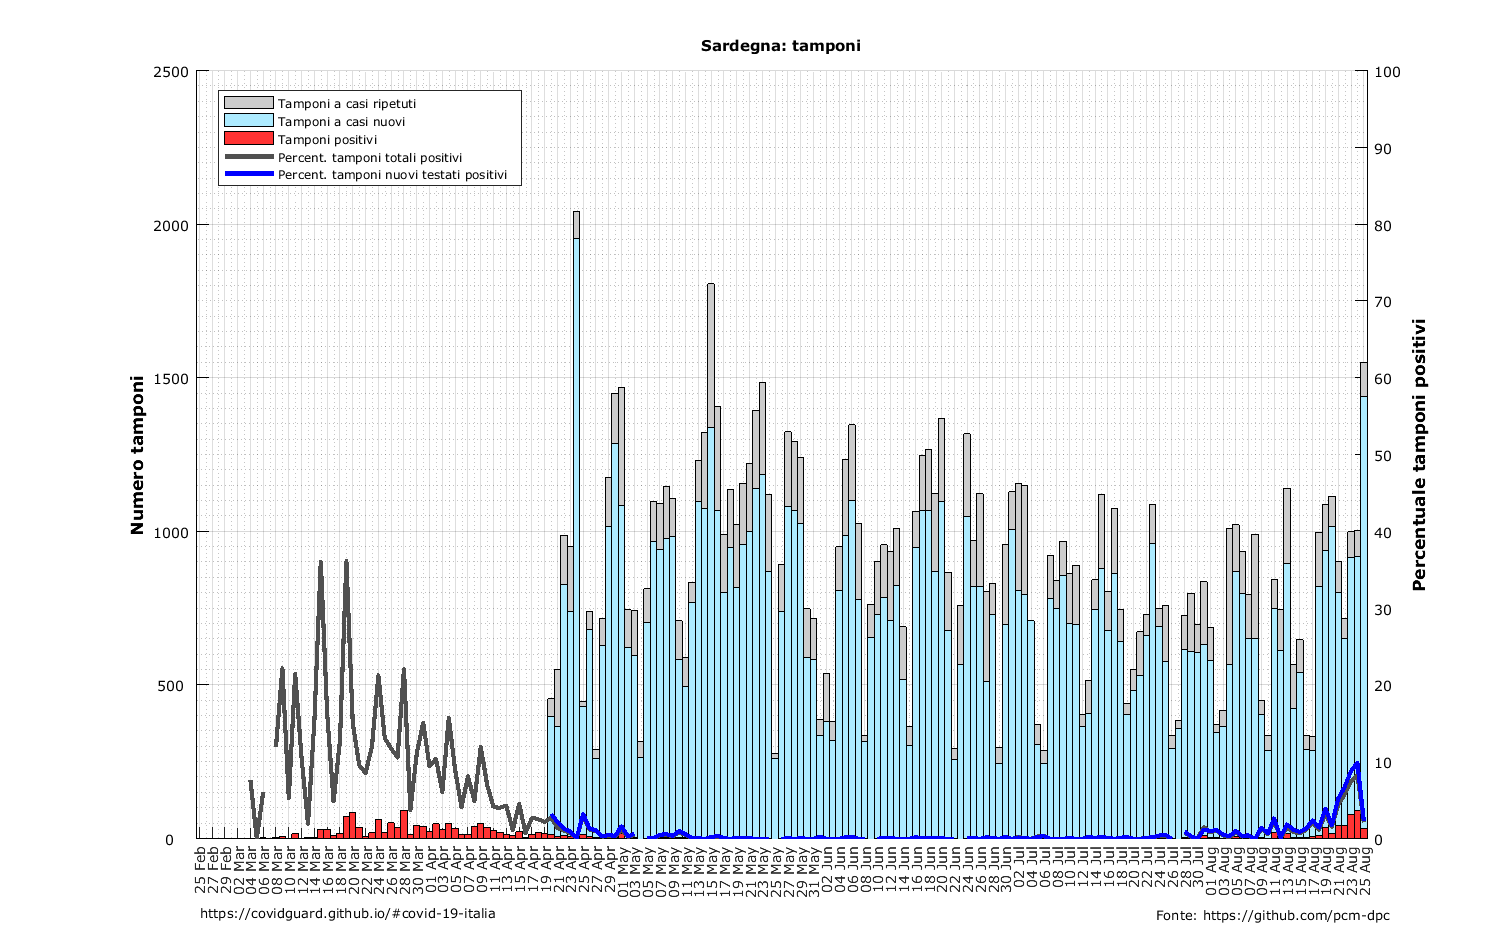 Sardegna: tamponi
2500
2000
1500
1000
500
0
Numero tamponi
100
90
80
70
60
50
40
30
20
10
0
Percentuale tamponi positivi
Tamponi a casi ripetuti
Tamponi a casi nuovi
Tamponi positivi
Percent. tamponi totali positivi
Percent. tamponi nuovi testati positivi
25 Feb
27 Feb
29 Feb
02 Mar
04 Mar
06 Mar
08 Mar
10 Mar
12 Mar
14 Mar
16 Mar
18 Mar
20 Mar
22 Mar
24 Mar
26 Mar
28 Mar
30 Mar
01 Apr
03 Apr
05 Apr
07 Apr
09 Apr
11 Apr
13 Apr
15 Apr
17 Apr
19 Apr
21 Apr
23 Apr
25 Apr
27 Apr
29 Apr
01 May
03 May
05 May
07 May
09 May
11 May
13 May
15 May
17 May
19 May
21 May
23 May
25 May
27 May
29 May
31 May
02 Jun
04 Jun
06 Jun
08 Jun
10 Jun
12 Jun
14 Jun
16 Jun
18 Jun
20 Jun
22 Jun
24 Jun
26 Jun
28 Jun
30 Jun
02 Jul
04 Jul
06 Jul
08 Jul
10 Jul
12 Jul
14 Jul
16 Jul
18 Jul
20 Jul
22 Jul
24 Jul
26 Jul
28 Jul
30 Jul
01 Aug
03 Aug
05 Aug
07 Aug
09 Aug
11 Aug
13 Aug
15 Aug
17 Aug
19 Aug
21 Aug
23 Aug
25 Aug
https://covidguard.github.io/#covid-19-italia
Fonte: https://github.com/pcm-dpc